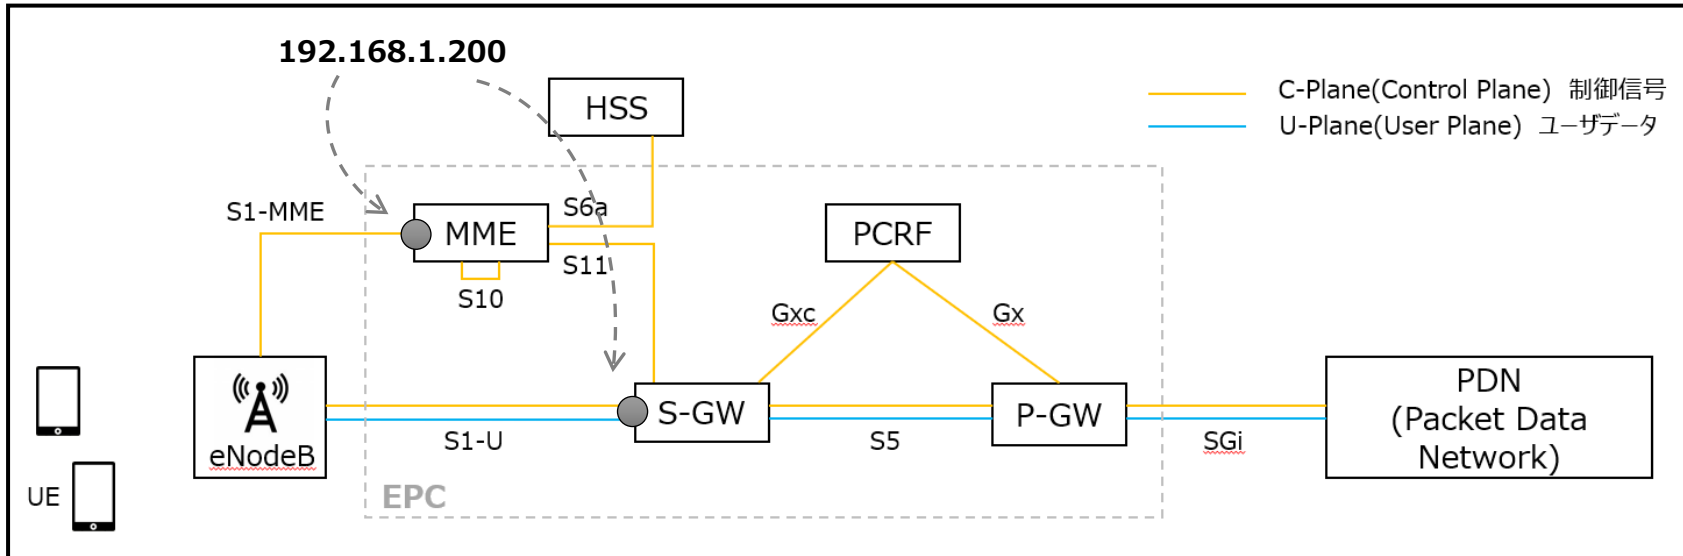 192.168.1.200
HSS
C-Plane(Control Plane) 制御信号
U-Plane(User Plane) ユーザデータ
S1-MME
MME
S6a
S11
S10
PCRF
Gxc
Gx
eNodeB
S1-U
S-GW
S5
P-GW
SGi
PDN
(Packet Data
Network)
UE
EPC